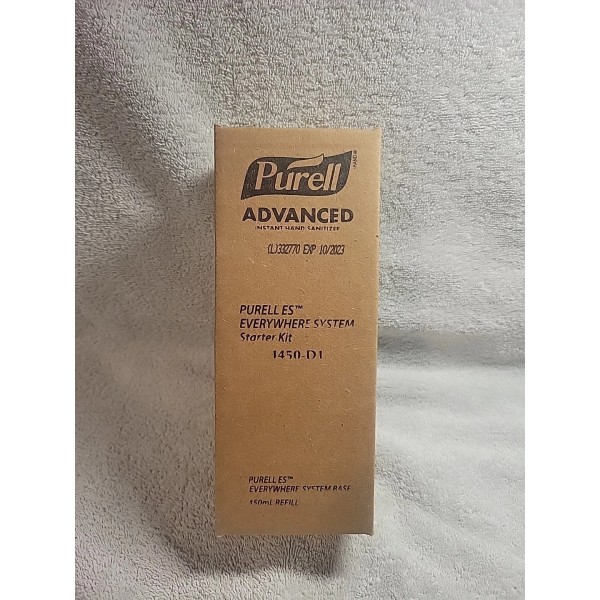 Purell
ADVANCED
INSTANT HAND SANITIZER
(L)332770 EXP 10/2023
PURELL ES™
EVERYWHERE SYSTEM
Starter Kit
1450-D1
PURELL ES™
EVERYWHERE SYSTEM BASE
450mL REFILL